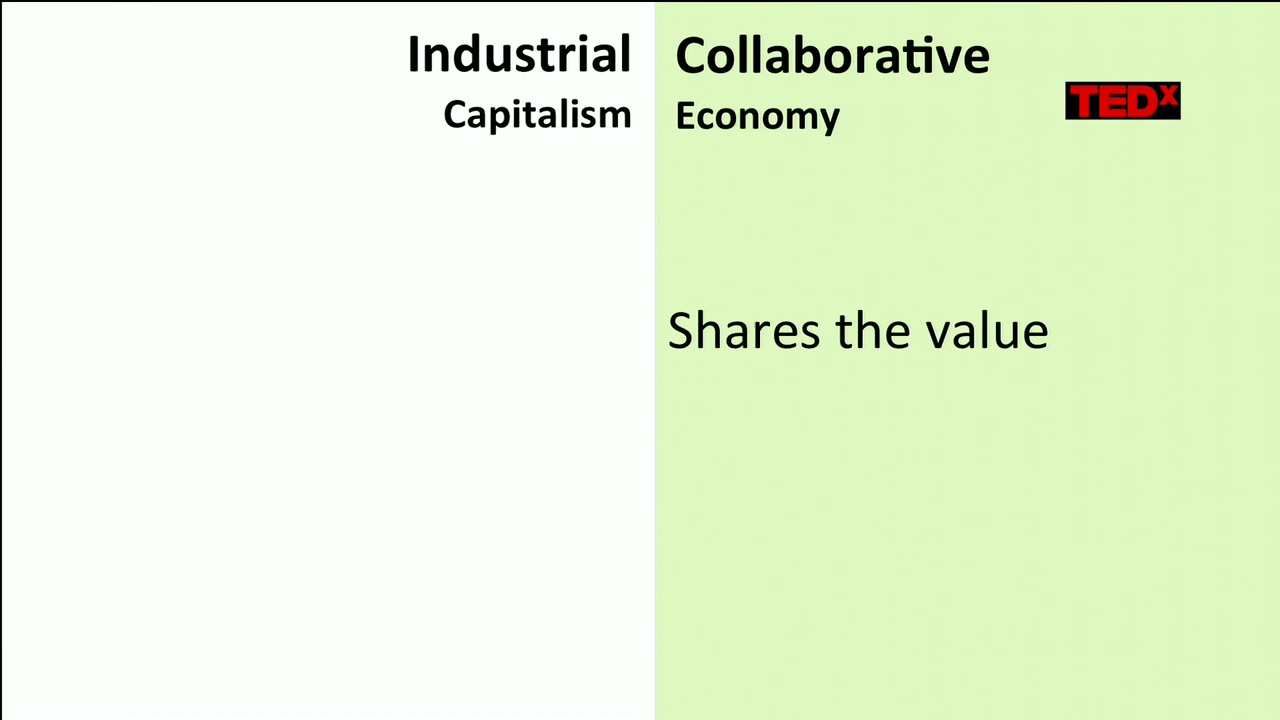 Industrial
Capitalism
Collaborative
Economy
TEDx
Shares the value